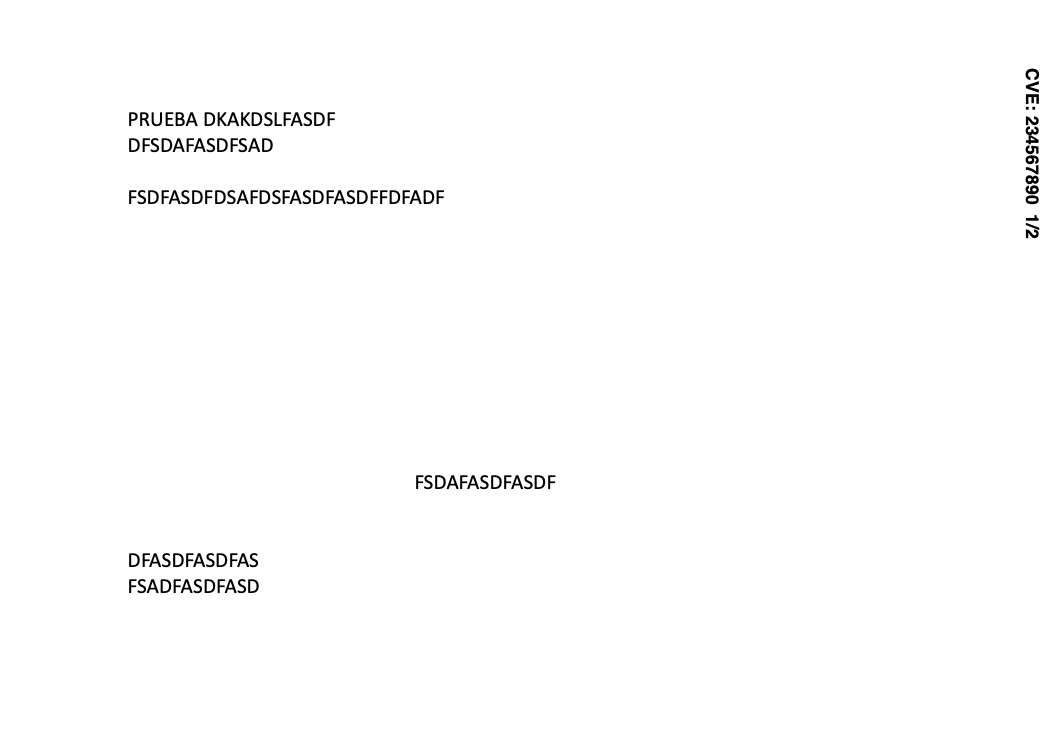 PRUEBA DKAKDSLFASDF
DFSDAFASDFSAD
FSDFASDFDSAFDSFASDFASDFFDFADF
FSDAFASDFASDF
DFASDFASDFAS
FSADFASDFASD
CVE: 234567890 1/2